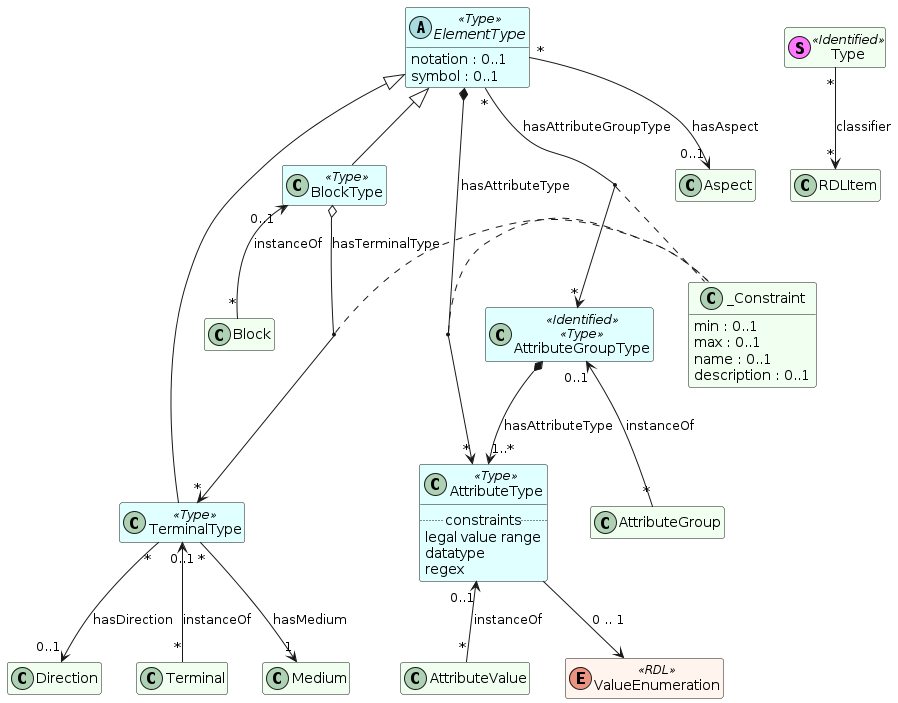 A «Type»
ElementType
notation : 0..1
symbol : 0..1
S «Identified»
Type
*
*
*
hasAttributeGroupType
hasAspect
classifier
0..1
*
C Aspect
C RDLItem
C «Type»
BlockType
hasAttributeType
0..1
instanceOf
hasTerminalType
*
C Block
*
C _Constraint
min : 0..1
max : 0..1
name : 0..1
description : 0..1
C «Identified»
«Type»
AttributeGroupType
0..1
hasAttributeType
instanceOf
*
1..*
*
*
C «Type»
AttributeType
constraints
legal value range
datatype
regex
C AttributeGroup
C «Type»
TerminalType
*
0..1
*
hasDirection
instanceOf
hasMedium
0..1
*
1
C Direction
C Terminal
C Medium
0..1
instanceOf
0 .. 1
*
C AttributeValue
E «RDL»
ValueEnumeration